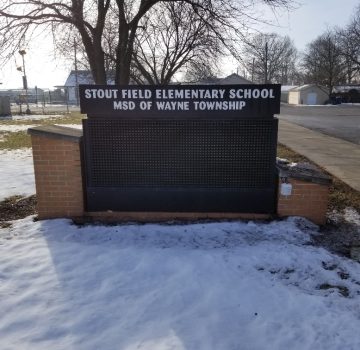 STOUT FIELD ELEMENTARY SCHOOL
MSD OF WAYNE TOWNSHIP